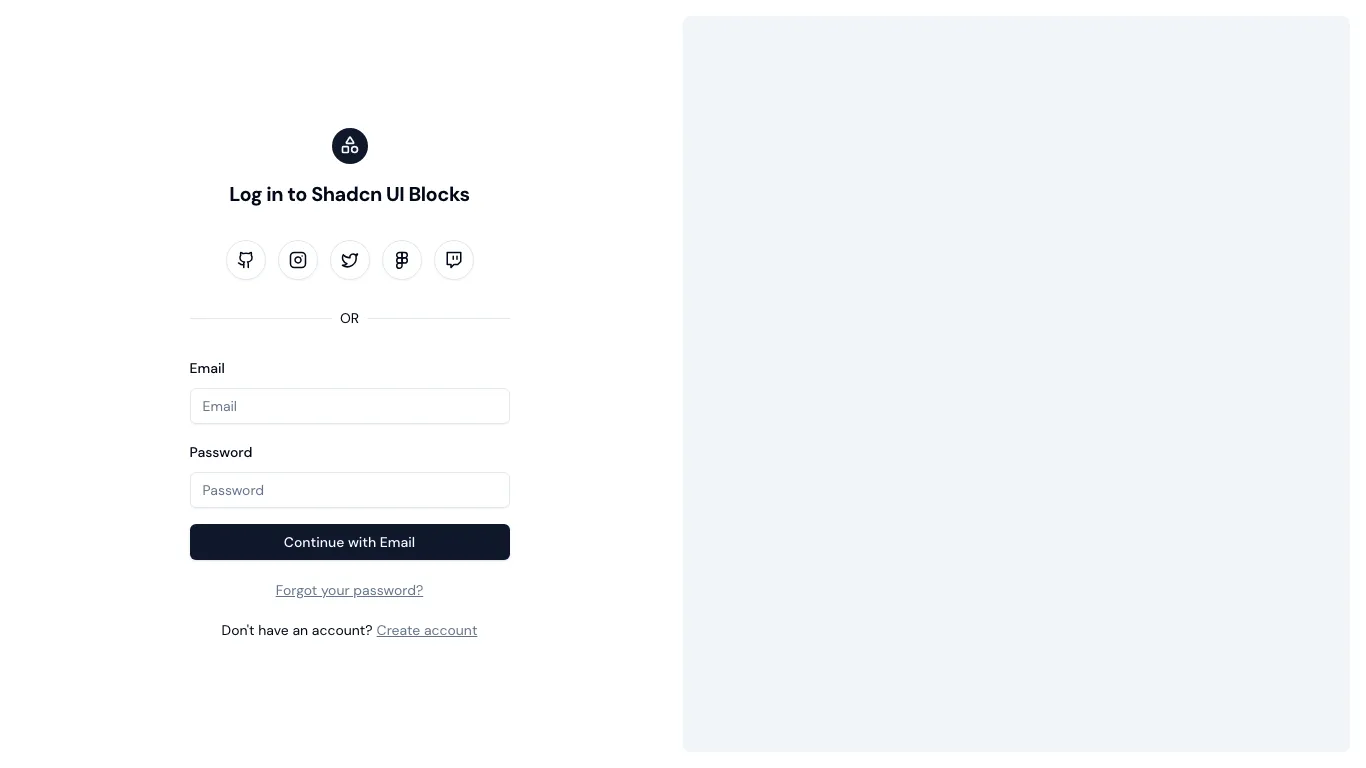 Log in to Shadcn UI Blocks
OR
Email
Email
Password
Password
Continue with Email
Forgot your password?
Don't have an account? Create account